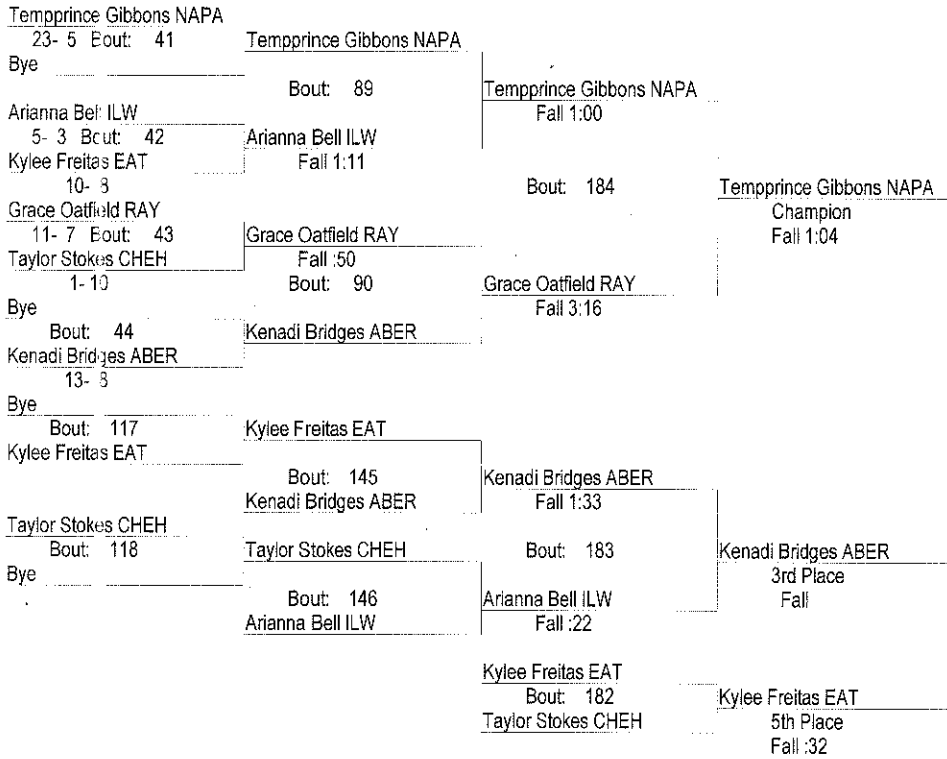 Tempprince Gibbons NAPA
23- 5 Bout: 41 Tempprince Gibbons NAPA
Bye
Bout: 89 Tempprince Gibbons NAPA
Arianna Bell ILW Fall 1:00
5- 3 Bout: 42 Arianna Bell ILW
Kylee Freitas EAT Fall 1:11
10- 8 Bout: 184 Tempprince Gibbons NAPA
Grace Oatfield RAY Champion
11- 7 Bout: 43 Grace Oatfield RAY Fall 1:04
Taylor Stokes CHEH Fall :50
1- 10 Bout: 90 Grace Oatfield RAY
Bye Fall 3:16
Bout: 44 Kenadi Bridges ABER
Kenadi Bridges ABER
13- 8
Bye
Bout: 117 Kylee Freitas EAT
Kylee Freitas EAT
Bout: 145 Kenadi Bridges ABER
Kenadi Bridges ABER Fall 1:33
Taylor Stokes CHEH
Bout: 118 Taylor Stokes CHEH Bout: 183 Kenadi Bridges ABER
Bye 3rd Place
Bout: 146 Arianna Bell ILW Fall
Arianna Bell ILW Fall :22
Kylee Freitas EAT
Bout: 182 Kylee Freitas EAT
Taylor Stokes CHEH 5th Place
Fall :32